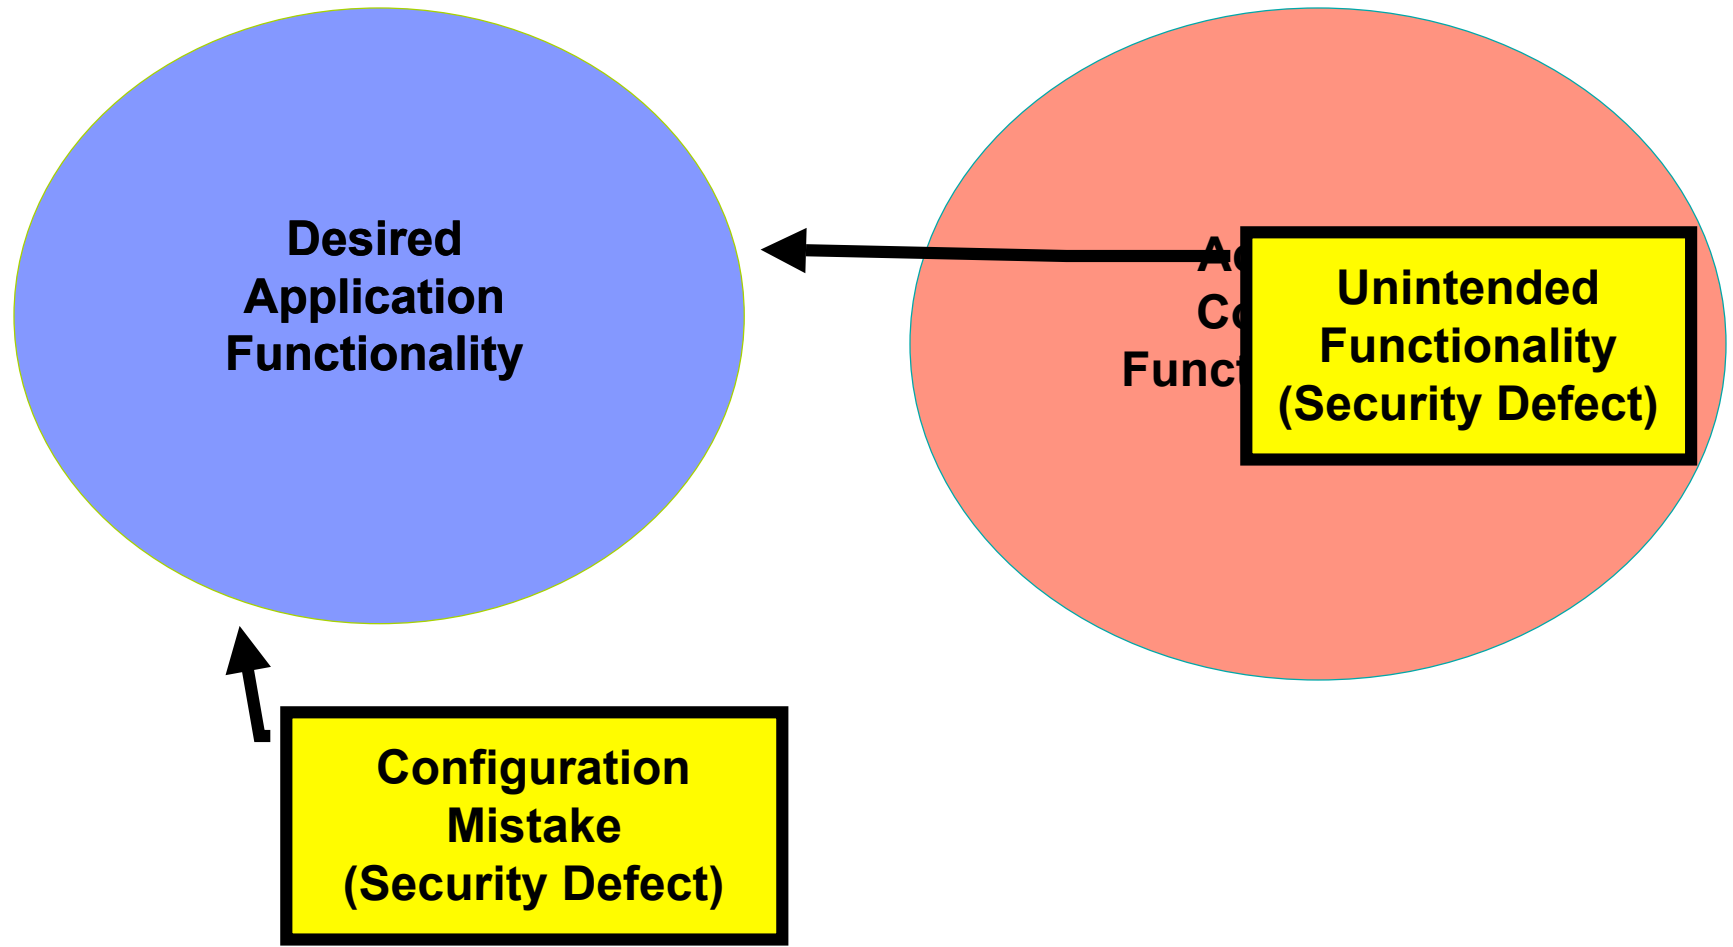 Desired
Application
Functionality
Unintended
Functionality
(Security Defect)
Configuration
Mistake
(Security Defect)